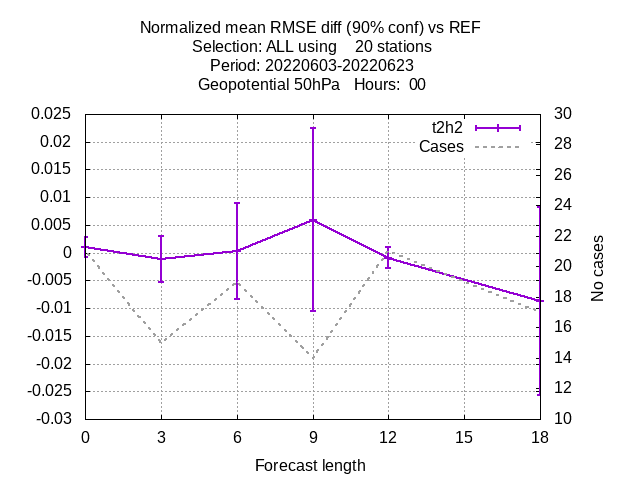 Normalized mean RMSE diff (90% conf) vs REF
Selection: ALL using    20 stations
Period: 20220603-20220623
Geopotential 50hPa   Hours:  00
0.025
0.02
0.015
0.01
0.005
0
-0.005
-0.01
-0.015
-0.02
-0.025
-0.03
t2h2
Cases
30
28
26
24
22
20
18
16
14
12
10
No cases
0 3 6 9 12 15 18
Forecast length